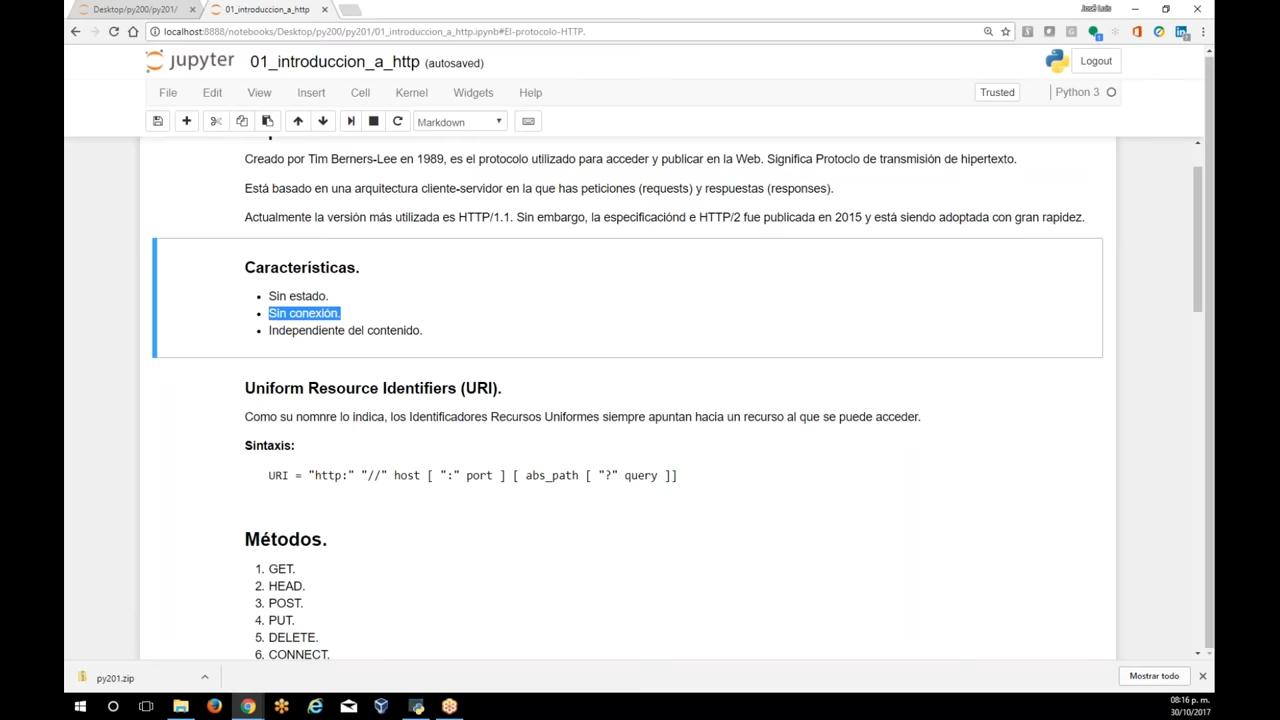 Desktop/py200/py201/
01_introduccion_a_http
José Luis
localhost:8888/notebooks/Desktop/py200/py201/01_introduccion_a_http.ipynb#El-protocolo-HTTP.
jupyter 01_introduccion_a_http (autosaved)
Logout
File Edit View Insert Cell Kernel Widgets Help
Trusted
Python 3
Markdown
Creado por Tim Berners-Lee en 1989, es el protocolo utilizado para acceder y publicar en la Web. Significa Protoclo de transmisión de hipertexto.
Está basado en una arquitectura cliente-servidor en la que has peticiones (requests) y respuestas (responses).
Actualmente la versión más utilizada es HTTP/1.1. Sin embargo, la especificaciónd e HTTP/2 fue publicada en 2015 y está siendo adoptada con gran rapidez.
Características.
• Sin estado.
• Sin conexión.
• Independiente del contenido.
Uniform Resource Identifiers (URI).
Como su nomnre lo indica, los Identificadores Recursos Uniformes siempre apuntan hacia un recurso al que se puede acceder.
Sintaxis:
URI = "http:" "//" host [ ":" port ] [ abs_path [ "?" query ]]
Métodos.
1. GET.
2. HEAD.
3. POST.
4. PUT.
5. DELETE.
6. CONNECT.
py201.zip
Mostrar todo
08:16 p. m.
30/10/2017